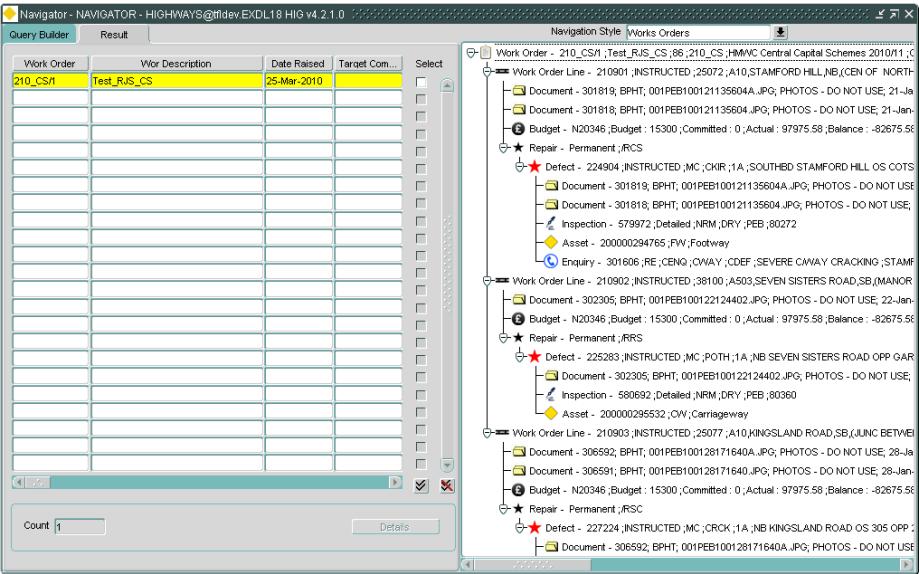 Navigator - NAVIGATOR - HIGHWAYS@tfldev.EXDL18 HIG v4.2.1.0
Query Builder
Result
Navigation Style
Works Orders
Work Order
Wor Description
Date Raised
Target Com...
Select
210_CS/1
Test_RJS_CS
25-Mar-2010
Count
1
Details
Work Order - 210_CS/1 ;Test_RJS_CS ;86 ;210_CS ;HMWC Central Capital Schemes 2010/11 ;
Work Order Line - 210901 ;INSTRUCTED ;25072 ;A10,STAMFORD HILL,NB,(CEN OF NORTH
Document - 301819; BPHT; 001PEB100121135604A.JPG; PHOTOS - DO NOT USE; 21-Ja
Document - 301818; BPHT; 001PEB100121135604.JPG; PHOTOS - DO NOT USE; 21-Jan-
Budget - N20346 ;Budget : 15300 ;Committed : 0 ;Actual : 97975.58 ;Balance : -82675.58
Repair - Permanent ;/RCS
Defect - 224904 ;INSTRUCTED ;MC ;CKIR ;1A ;SOUTHBD STAMFORD HILL OS COTS
Document - 301819; BPHT; 001PEB100121135604A.JPG; PHOTOS - DO NOT USE
Document - 301818; BPHT; 001PEB100121135604.JPG; PHOTOS - DO NOT USE;
Inspection - 579972 ;Detailed ;NRM ;DRY ;PEB ;80272
Asset - 200000294765 ;FW ;Footway
Enquiry - 301606 ;RE ;CENQ ;CWAY ;CDEF ;SEVERE C/WAY CRACKING ;STAMF
Work Order Line - 210902 ;INSTRUCTED ;38100 ;A503,SEVEN SISTERS ROAD,SB,(MANOR
Document - 302305; BPHT; 001PEB100122124402.JPG; PHOTOS - DO NOT USE; 22-Jan-
Budget - N20346 ;Budget : 15300 ;Committed : 0 ;Actual : 97975.58 ;Balance : -82675.58
Repair - Permanent ;/RRS
Defect - 225283 ;INSTRUCTED ;MC ;POTH ;1A ;NB SEVEN SISTERS ROAD OPP GAR
Document - 302305; BPHT; 001PEB100122124402.JPG; PHOTOS - DO NOT USE;
Inspection - 580692 ;Detailed ;NRM ;DRY ;PEB ;80360
Asset - 200000295532 ;CW ;Carriageway
Work Order Line - 210903 ;INSTRUCTED ;25077 ;A10,KINGSLAND ROAD,SB,(JUNC BETWE
Document - 306592; BPHT; 001PEB100128171640A.JPG; PHOTOS - DO NOT USE; 28-Ja
Document - 306591; BPHT; 001PEB100128171640.JPG; PHOTOS - DO NOT USE; 28-Jan-
Budget - N20346 ;Budget : 15300 ;Committed : 0 ;Actual : 97975.58 ;Balance : -82675.58
Repair - Permanent ;/RSC
Defect - 227224 ;INSTRUCTED ;MC ;CRCK ;1A ;NB KINGSLAND ROAD OS 305 OPP 2
Document - 306592; BPHT; 001PEB100128171640A.JPG; PHOTOS - DO NOT USE